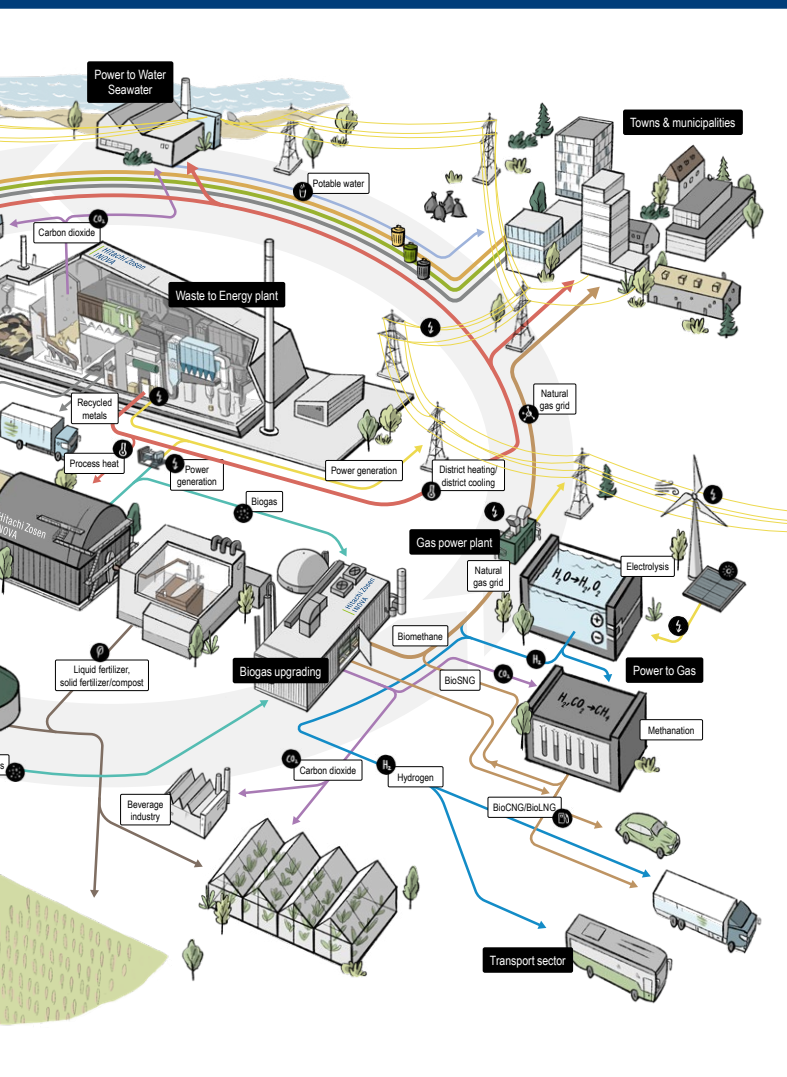 Power to Water
Seawater
Towns & municipalities
Potable water
CO₂
Carbon dioxide
Hitachi Zosen
INOVA
Waste to Energy plant
Recycled
metals
Natural
gas grid
Process heat
Power
generation
Power generation
District heating/
district cooling
Biogas
Hitachi Zosen
INOVA
Gas power plant
Electrolysis
H₂O→H₂,O₂
Natural
gas grid
Hitachi Zosen
INOVA
Biomethane
H₂
Liquid fertilizer,
solid fertilizer/compost
Biogas upgrading
CO₂
Power to Gas
BioSNG
H₂,CO₂→CH₄
Methanation
s
CO₂
Carbon dioxide
H₂
Hydrogen
Beverage
industry
BioCNG/BioLNG
Transport sector